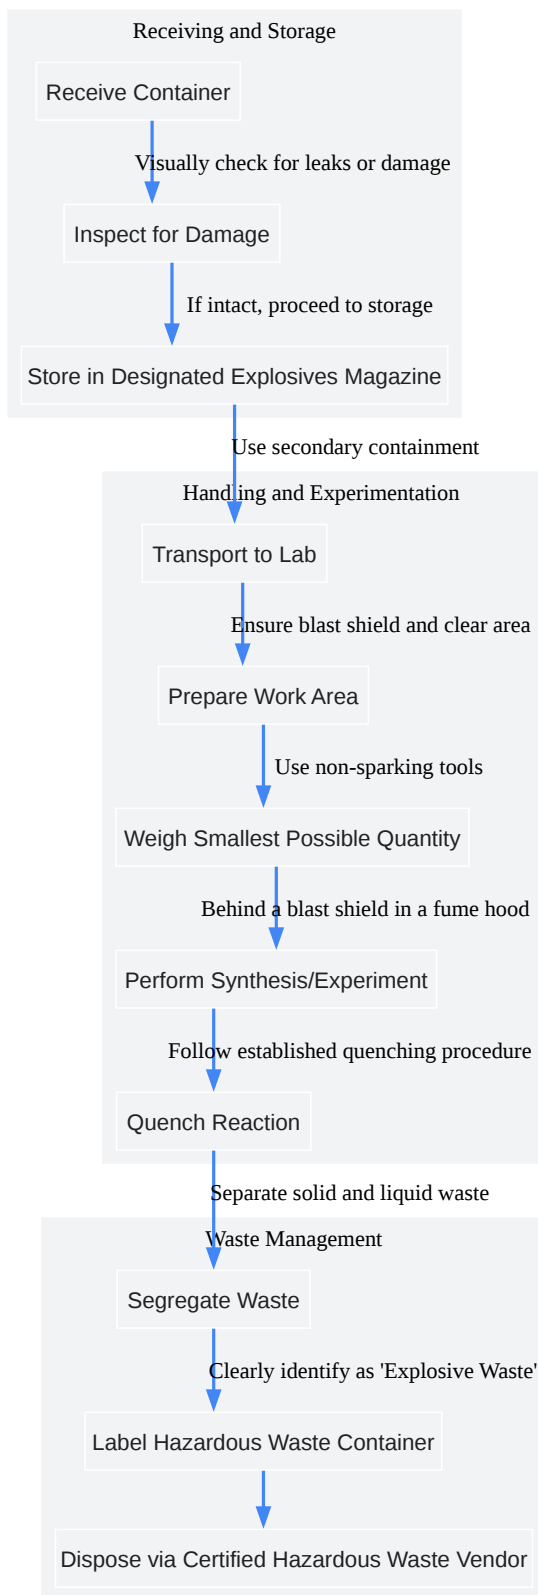 Receiving and Storage
Receive Container
Visually check for leaks or damage
Inspect for Damage
If intact, proceed to storage
Store in Designated Explosives Magazine
Use secondary containment
Handling and Experimentation
Transport to Lab
Ensure blast shield and clear area
Prepare Work Area
Use non-sparking tools
Weigh Smallest Possible Quantity
Behind a blast shield in a fume hood
Perform Synthesis/Experiment
Follow established quenching procedure
Quench Reaction
Separate solid and liquid waste
Waste Management
Segregate Waste
Clearly identify as 'Explosive Waste'
Label Hazardous Waste Container
Dispose via Certified Hazardous Waste Vendor